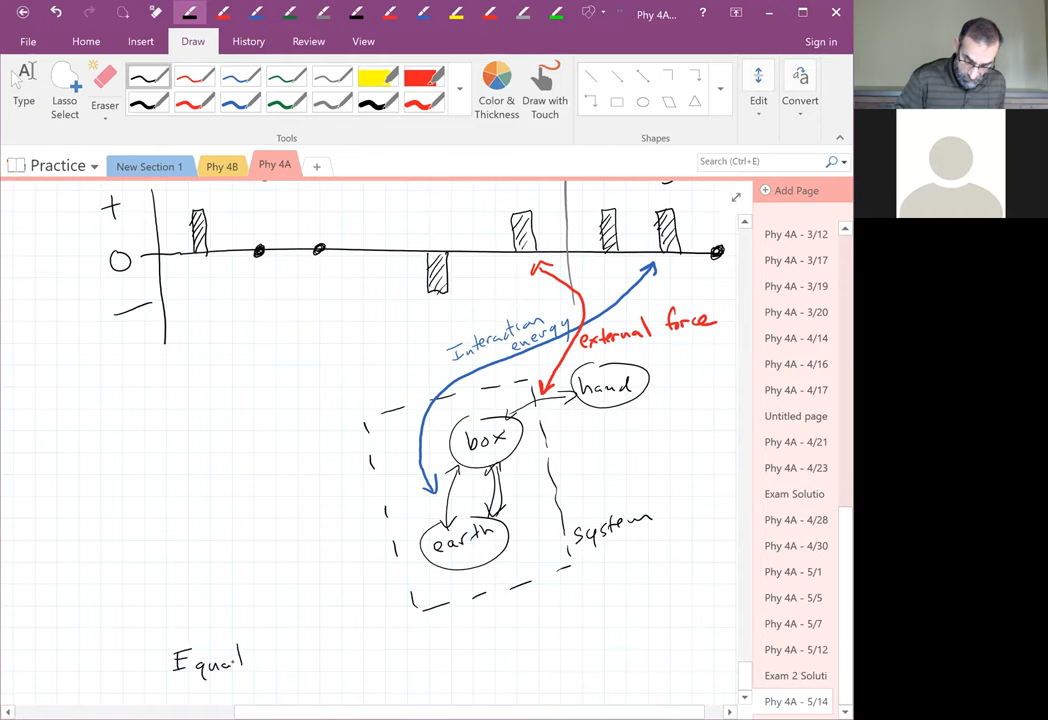 Phy 4A...
?
File
Home
Insert
Draw
History
Review
View
Sign in
Type
Lasso
Select
Eraser
Color &
Thickness
Draw with
Touch
Edit
Convert
Tools
Shapes
Practice
New Section 1
Phy 4B
Phy 4A
+
Search (Ctrl+E)
Add Page
Phy 4A - 3/12
Phy 4A - 3/17
Phy 4A - 3/19
Phy 4A - 3/20
Phy 4A - 4/14
Phy 4A - 4/16
Phy 4A - 4/17
Untitled page
Phy 4A - 4/21
Phy 4A - 4/23
Exam Solutio
Phy 4A - 4/28
Phy 4A - 4/30
Phy 4A - 5/1
Phy 4A - 5/5
Phy 4A - 5/7
Phy 4A - 5/12
Exam 2 Soluti
Phy 4A - 5/14
+
0
−
Interaction
energy
external force
hand
box
earth
system
Equal